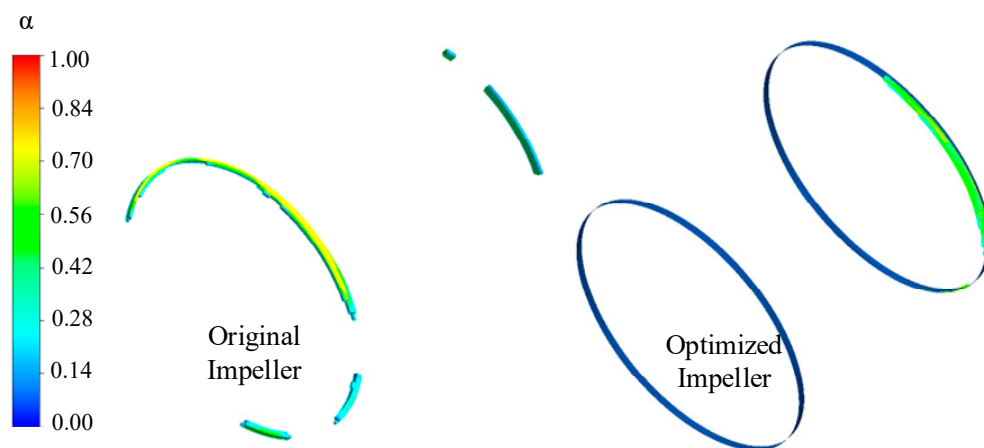 α
1.00
0.84
0.70
0.56
0.42
0.28
0.14
0.00
Original
Impeller
Optimized
Impeller